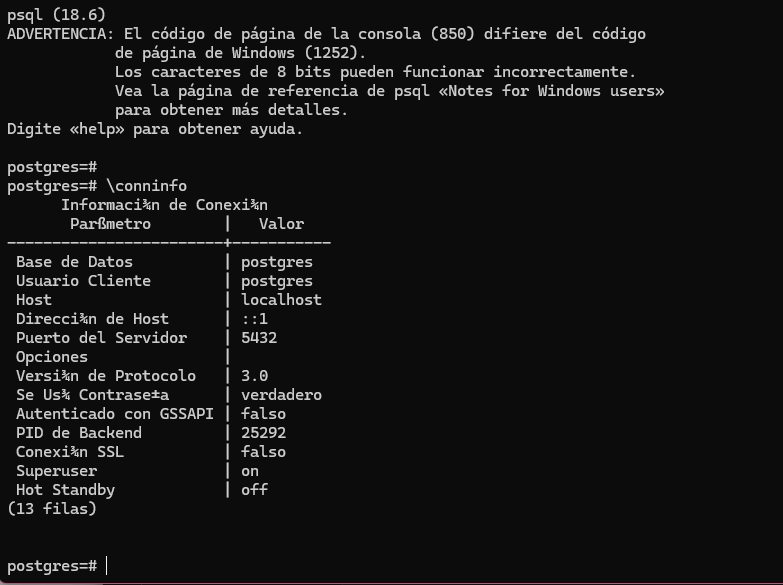 psql (18.6)
ADVERTENCIA: El código de página de la consola (850) difiere del código
            de página de Windows (1252).
            Los caracteres de 8 bits pueden funcionar incorrectamente.
            Vea la página de referencia de psql «Notes for Windows users»
            para obtener más detalles.
Digite «help» para obtener ayuda.

postgres=#
postgres=# \conninfo
      Informaci¾n de Conexi¾n
       Parßmetro        |   Valor
------------------------+-----------
 Base de Datos          | postgres
 Usuario Cliente        | postgres
 Host                   | localhost
 Direcci¾n de Host      | ::1
 Puerto del Servidor    | 5432
 Opciones               |
 Versi¾n de Protocolo   | 3.0
 Se Us¾ Contrase±a      | verdadero
 Autenticado con GSSAPI | falso
 PID de Backend         | 25292
 Conexi¾n SSL           | falso
 Superuser              | on
 Hot Standby            | off
(13 filas)


postgres=#